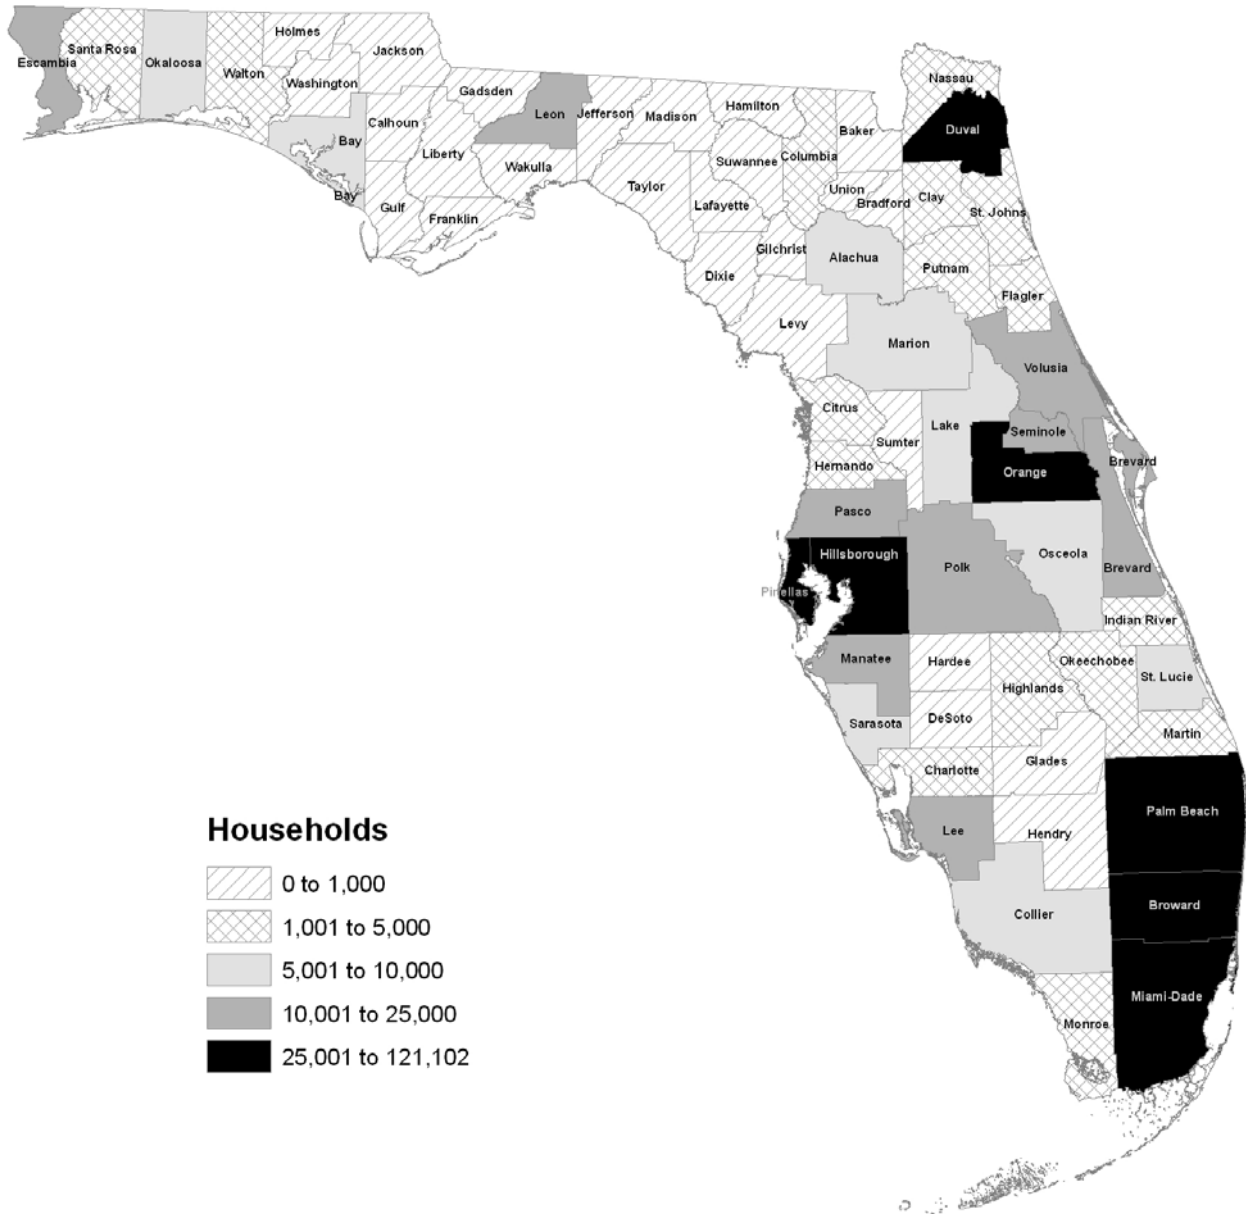 Holmes
Jackson
Santa Rosa
Escambia
Okaloosa
Walton
Washington
Gadsden
Leon
Jefferson
Madison
Hamilton
Nassau
Duval
Baker
Calhoun
Bay
Liberty
Wakulla
Suwannee
Columbia
Taylor
Lafayette
Union
Bradford
Clay
St. Johns
Bay
Gulf
Franklin
Gilchrist
Alachua
Dixie
Putnam
Flagler
Levy
Marion
Volusia
Citrus
Lake
Seminole
Sumter
Hernando
Orange
Brevard
Pasco
Hillsborough
Osceola
Polk
Brevard
Pinellas
Indian River
Manatee
Hardee
Okeechobee
St. Lucie
Highlands
Sarasota
DeSoto
Martin
Glades
Charlotte
Palm Beach
Lee
Hendry
Broward
Collier
Miami-Dade
Monroe
Households
0 to 1,000
1,001 to 5,000
5,001 to 10,000
10,001 to 25,000
25,001 to 121,102